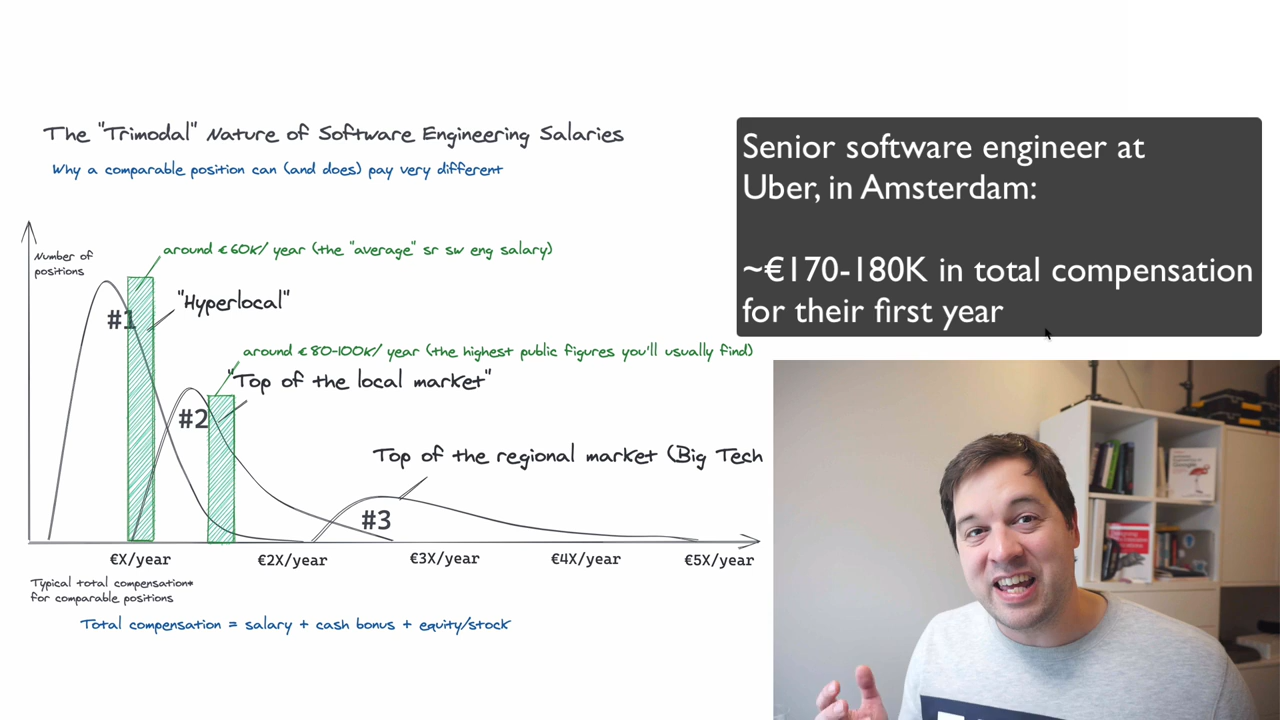 The "Trimodal" Nature of Software Engineering Salaries
Why a comparable position can (and does) pay very different
Senior software engineer at
Uber, in Amsterdam:
~€170-180K in total compensation
for their first year
Number of
positions
around €60K/ year (the "average" sr sw eng salary)
"Hyperlocal"
#1
around €80-100K/ year (the highest public figures you'll usually find)
"Top of the local market"
#2
Top of the regional market (Big Tech
#3
€X/year €2X/year €3X/year €4X/year €5X/year
Typical total compensation*
for comparable positions
Total compensation = salary + cash bonus + equity/stock